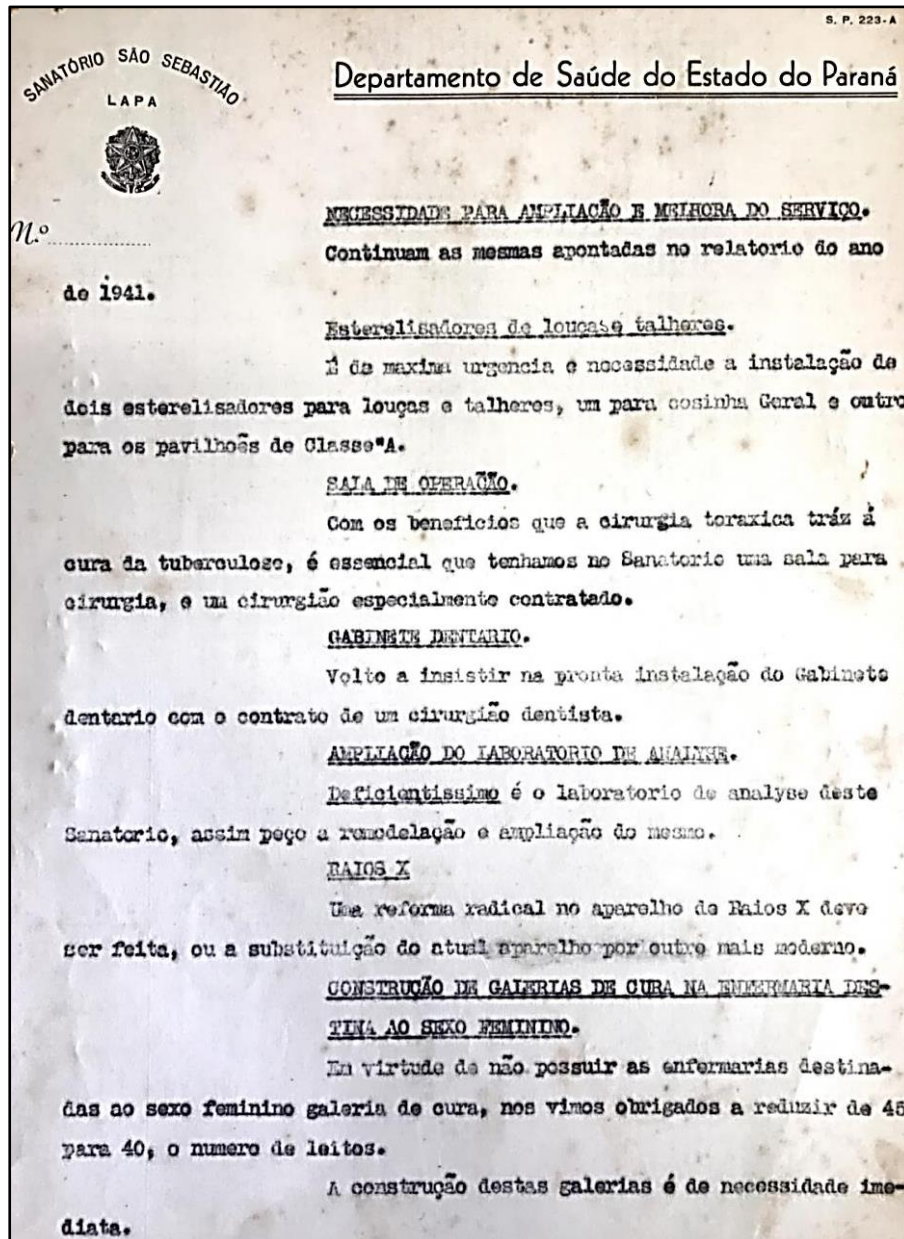 S. P. 223-A
SANATÓRIO SÃO SEBASTIÃO
LAPA
Departamento de Saúde do Estado do Paraná
N.º
NECESSIDADE PARA AMPLIAÇÃO E MELHORA DO SERVIÇO.
Continuam as mesmas apontadas no relatorio do ano
de 1941.
Esterelisadores de louças e talheres.
É da maxima urgencia e necessidade a instalação de
dois esterelisadores para louças e talheres, um para cosinha Geral e outro
para os pavilhoês de Classe"A.
SALA DE OPERAÇÃO.
Com os beneficios que a cirurgia toraxica tráz á
cura da tuberculose, é essencial que tenhamos no Sanatorio uma sala para
cirurgia, e um cirurgião especialmente contratado.
GABINETE DENTARIO.
Volto a insistir na pronta instalação do Gabinete
dentario com o contrato de um cirurgião dentista.
AMPLIAÇÃO DO LABORATORIO DE ANALYSE.
Deficientissimo é o laboratorio de analyse deste
Sanatorio, assim peço a remodelação e ampliação do mesmo.
RAIOS X
Uma reforma radical no aparelho de Raios X deve
ser feita, ou a substituição do atual aparelho por outro mais moderno.
CONSTRUÇÃO DE GALERIAS DE CURA NA ENFERMARIA DES-
TINA AO SEXO FEMININO.
Em virtude de não possuir as enfermarias destina-
das ao sexo feminino galeria de cura, nos vimos obrigados a reduzir de 45
para 40, o numero de leitos.
A construção destas galerias é de necessidade ime-
diata.